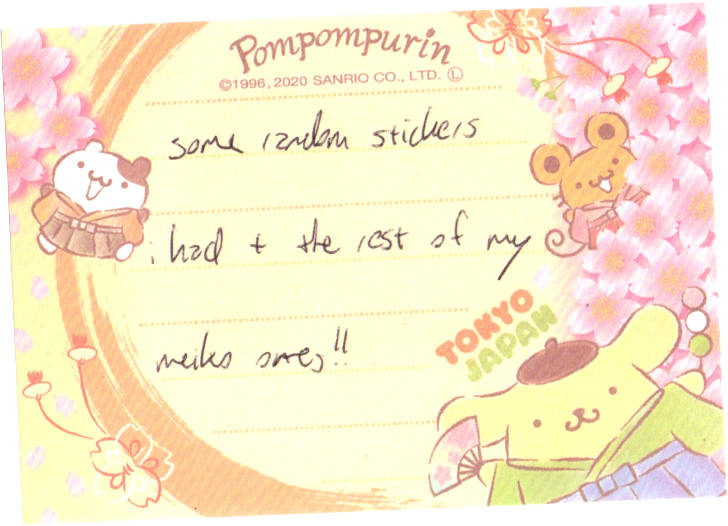 Pompompurin
©1996, 2020 SANRIO CO., LTD. Ⓛ
some random stickers
i had + the rest of my
meiko ones!!
TOKYO
JAPAN